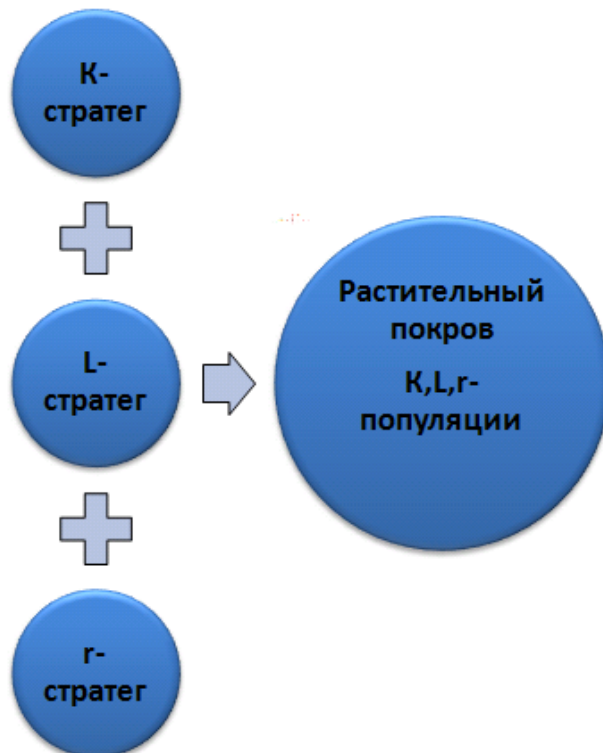 К-
стратег
L-
стратег
r-
стратег
Растительный
покров
К,L,r-
популяции